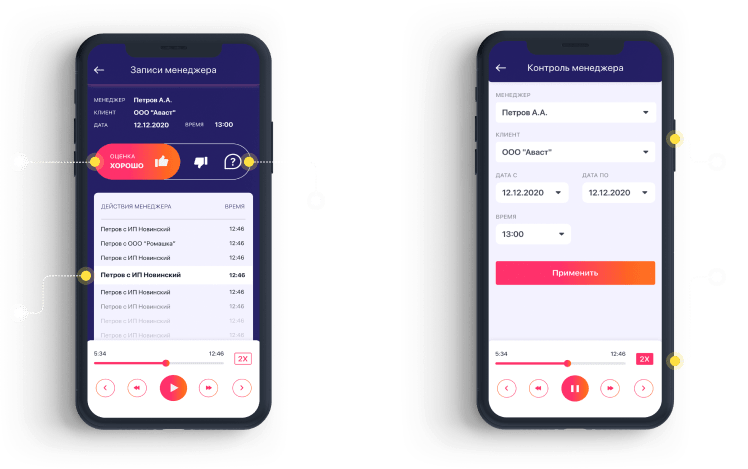 Записи менеджера
МЕНЕДЖЕР Петров А.А.
КЛИЕНТ ООО "Аваст"
ДАТА 12.12.2020 ВРЕМЯ 13:00
ОЦЕНКА
ХОРОШО
?
ДЕЙСТВИЯ МЕНЕДЖЕРА ВРЕМЯ
Петров с ИП Новинский 12:46
Петров с ООО "Ромашка" 12:46
Петров с ИП Новинский 12:46
Петров с ИП Новинский 12:46
Петров с ИП Новинский 12:46
Петров с ИП Новинский 12:46
Петров с ИП Новинский 12:46
Петров с ИП Новинский 12:46
5:34 12:46 2X
Контроль менеджера
МЕНЕДЖЕР
Петров А.А.
КЛИЕНТ
ООО "Аваст"
ДАТА С ДАТА ПО
12.12.2020 12.12.2020
ВРЕМЯ
13:00
Применить
5:34 12:46 2X